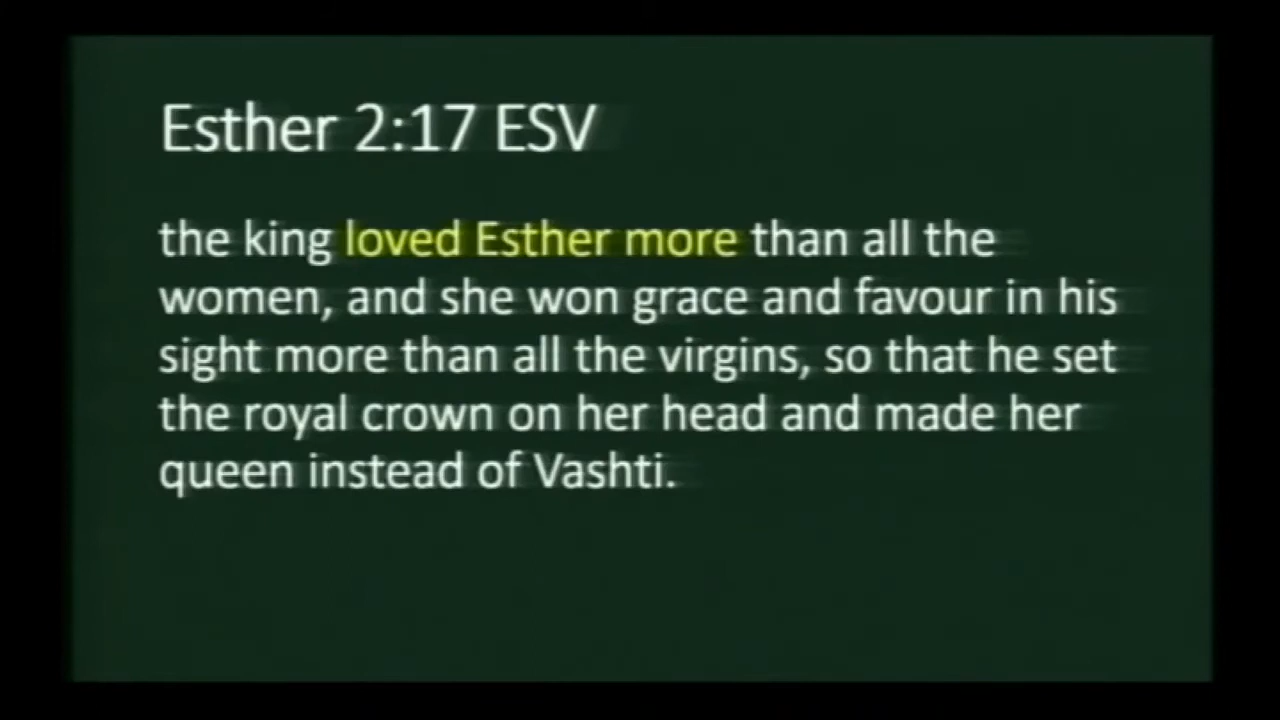 Esther 2:17 ESV
the king loved Esther more than all the
women, and she won grace and favour in his
sight more than all the virgins, so that he set
the royal crown on her head and made her
queen instead of Vashti.